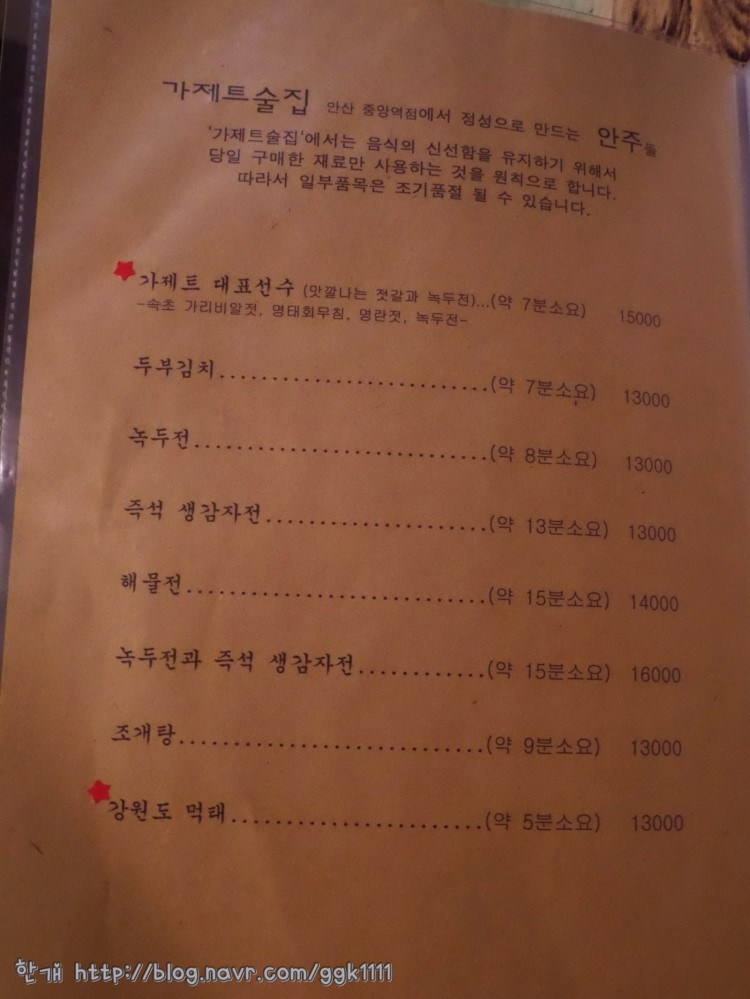 가제트술집 안산 중앙역점에서 정성으로 만드는 안주들
'가제트술집'에서는 음식의 신선함을 유지하기 위해서
당일 구매한 재료만 사용하는 것을 원칙으로 합니다.
따라서 일부품목은 조기품절 될 수 있습니다.
가제트 대표선수 (맛깔나는 젓갈과 녹두전)...(약 7분소요) 15000
-속초 가리비알젓, 명태회무침, 명란젓, 녹두전-
두부김치..............................(약 7분소요) 13000
녹두전.................................(약 8분소요) 13000
즉석 생감자전.........................(약 13분소요) 13000
해물전.................................(약 15분소요) 14000
녹두전과 즉석 생감자전..............(약 15분소요) 16000
조개탕..................................(약 9분소요) 13000
강원도 먹태............................(약 5분소요) 13000
한개 http://blog.navr.com/ggk1111